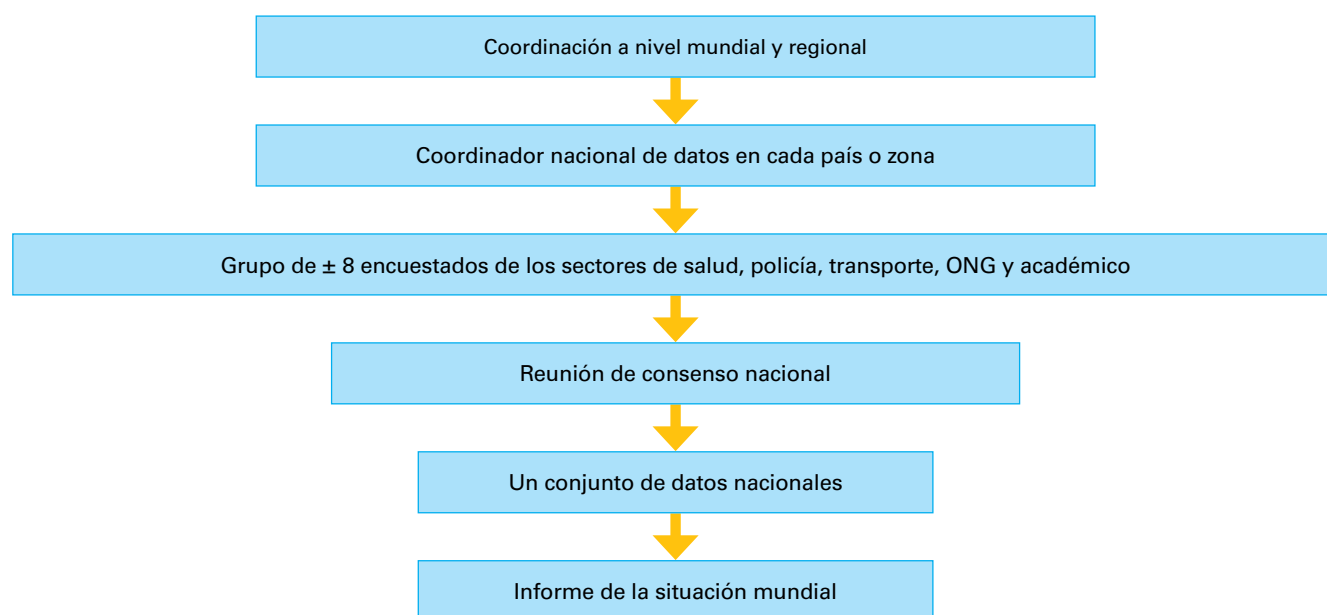 Coordinación a nivel mundial y regional
Coordinador nacional de datos en cada país o zona
Grupo de ± 8 encuestados de los sectores de salud, policía, transporte, ONG y académico
Reunión de consenso nacional
Un conjunto de datos nacionales
Informe de la situación mundial